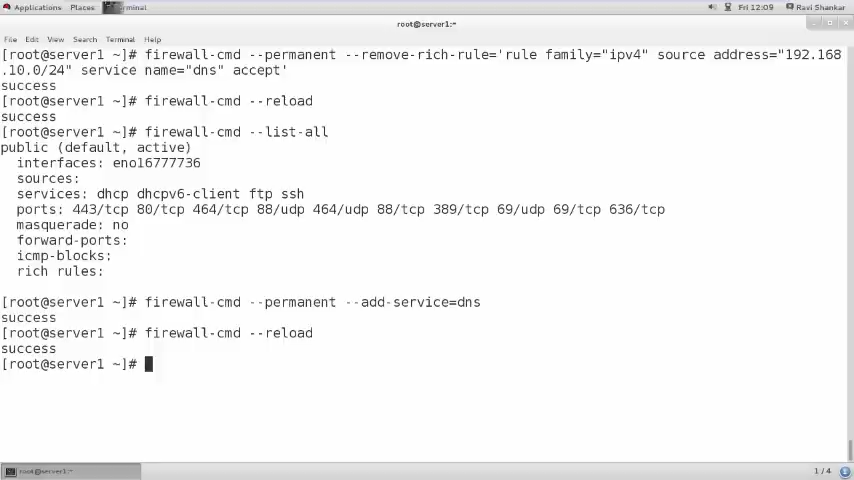 Applications Places Terminal Fri 12:09 Ravi Shankar
root@server1:~
File Edit View Search Terminal Help
[root@server1 ~]# firewall-cmd --permanent --remove-rich-rule='rule family="ipv4" source address="192.168
.10.0/24" service name="dns" accept'
success
[root@server1 ~]# firewall-cmd --reload
success
[root@server1 ~]# firewall-cmd --list-all
public (default, active)
interfaces: eno16777736
sources:
services: dhcp dhcpv6-client ftp ssh
ports: 443/tcp 80/tcp 464/tcp 88/udp 464/udp 88/tcp 389/tcp 69/udp 69/tcp 636/tcp
masquerade: no
forward-ports:
icmp-blocks:
rich rules:
[root@server1 ~]# firewall-cmd --permanent --add-service=dns
success
[root@server1 ~]# firewall-cmd --reload
success
[root@server1 ~]#
root@server1:~ 1 / 4